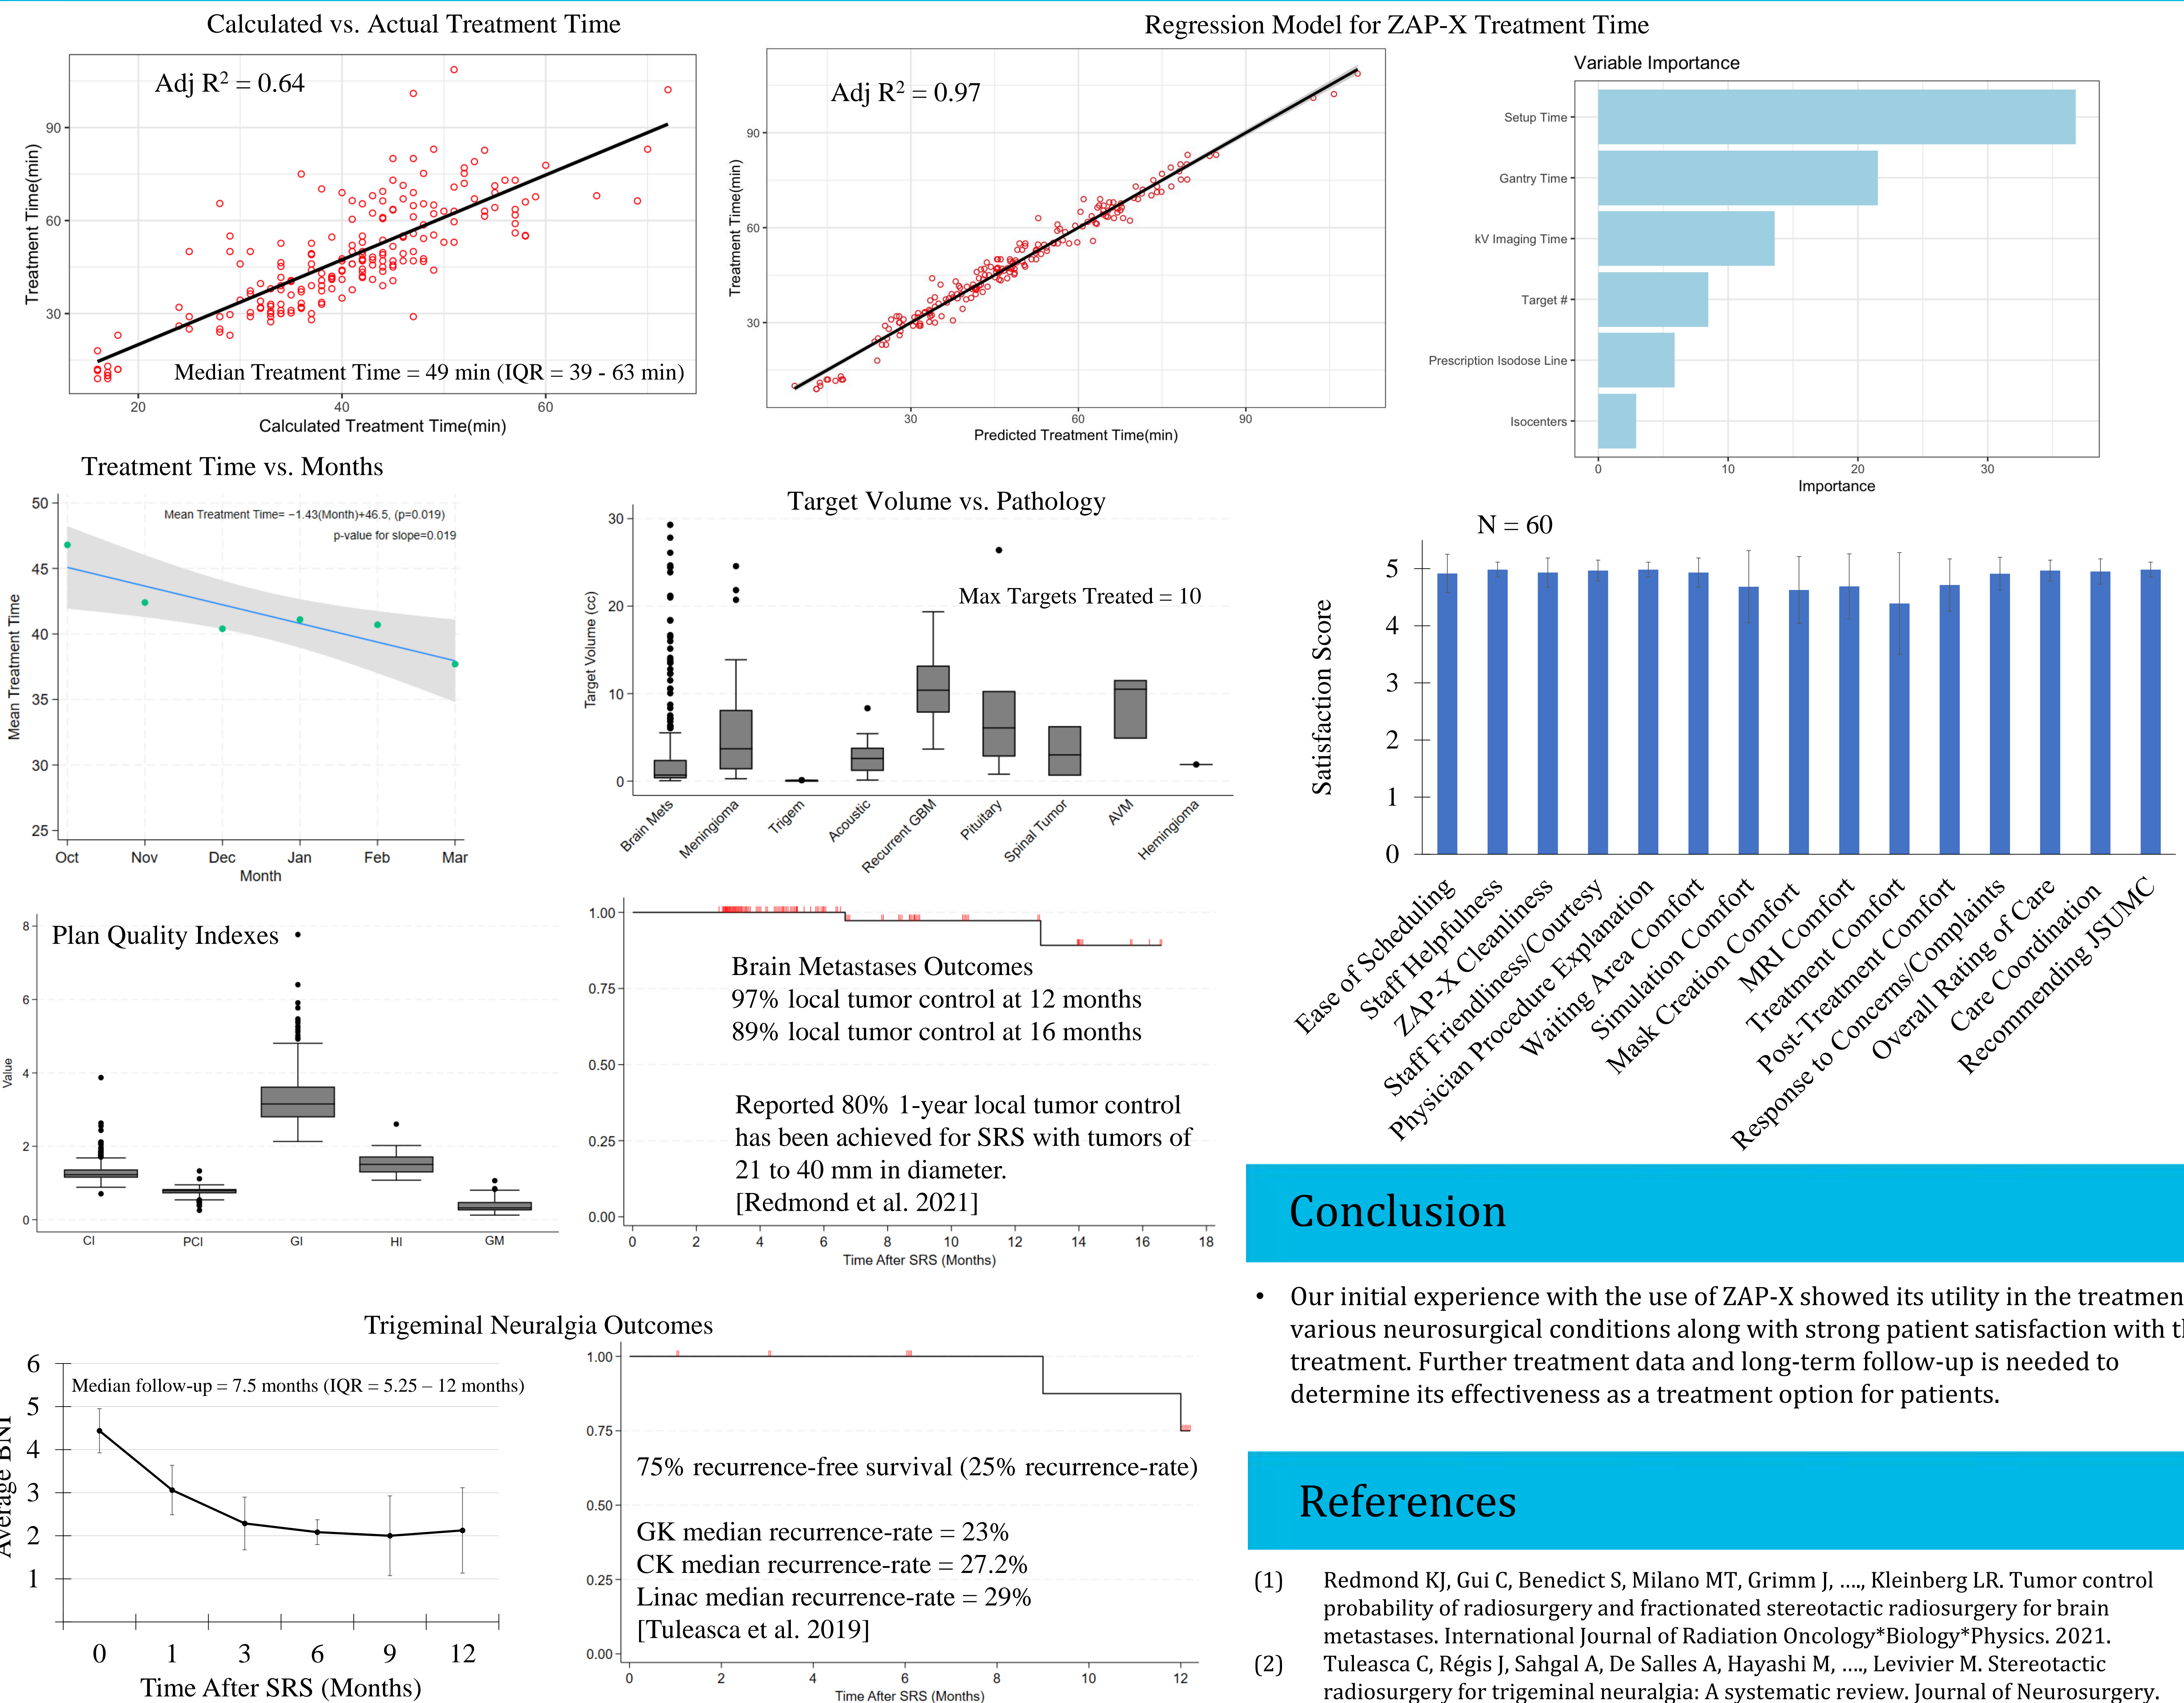 Calculated vs. Actual Treatment Time
Adj R² = 0.64
Treatment Time(min)
90
60
30
Median Treatment Time = 49 min (IQR = 39 - 63 min)
20 40 60
Calculated Treatment Time(min)
Regression Model for ZAP-X Treatment Time
Adj R² = 0.97
Treatment Time(min)
90
60
30
30 60 90
Predicted Treatment Time(min)
Variable Importance
Setup Time
Gantry Time
kV Imaging Time
Target #
Prescription Isodose Line
Isocenters
0 10 20 30
Importance
Treatment Time vs. Months
Mean Treatment Time= −1.43(Month)+46.5, (p=0.019)
p-value for slope=0.019
Mean Treatment Time
50
45
40
35
30
25
Oct Nov Dec Jan Feb Mar
Month
Target Volume vs. Pathology
Max Targets Treated = 10
Target Volume (cc)
30
20
10
0
Brain Mets
Meningioma
Trigem
Acoustic
Recurrent GBM
Pituitary
Spinal Tumor
AVM
Hemingioma
N = 60
Satisfaction Score
5
4
3
2
1
0
Ease of Scheduling
Staff Helpfulness
ZAP-X Cleanliness
Staff Friendliness/Courtesy
Physician Procedure Explanation
Waiting Area Comfort
Simulation Comfort
Mask Creation Comfort
MRI Comfort
Treatment Comfort
Post-Treatment Comfort
Response to Concerns/Complaints
Overall Rating of Care
Care Coordination
Recommending JSUMC
Plan Quality Indexes
Value
8
6
4
2
0
CI PCI GI HI GM
1.00
0.75
0.50
0.25
0.00
Brain Metastases Outcomes
97% local tumor control at 12 months
89% local tumor control at 16 months
Reported 80% 1-year local tumor control
has been achieved for SRS with tumors of
21 to 40 mm in diameter.
[Redmond et al. 2021]
0 2 4 6 8 10 12 14 16 18
Time After SRS (Months)
Trigeminal Neuralgia Outcomes
Median follow-up = 7.5 months (IQR = 5.25 – 12 months)
Average BNI
6
5
4
3
2
1
0 1 3 6 9 12
Time After SRS (Months)
1.00
0.75
0.50
0.25
0.00
75% recurrence-free survival (25% recurrence-rate)
GK median recurrence-rate = 23%
CK median recurrence-rate = 27.2%
Linac median recurrence-rate = 29%
[Tuleasca et al. 2019]
0 2 4 6 8 10 12
Time After SRS (Months)
Conclusion
• Our initial experience with the use of ZAP-X showed its utility in the treatmen
various neurosurgical conditions along with strong patient satisfaction with t
treatment. Further treatment data and long-term follow-up is needed to
determine its effectiveness as a treatment option for patients.
References
(1) Redmond KJ, Gui C, Benedict S, Milano MT, Grimm J, …., Kleinberg LR. Tumor control
probability of radiosurgery and fractionated stereotactic radiosurgery for brain
metastases. International Journal of Radiation Oncology*Biology*Physics. 2021.
(2) Tuleasca C, Régis J, Sahgal A, De Salles A, Hayashi M, …., Levivier M. Stereotactic
radiosurgery for trigeminal neuralgia: A systematic review. Journal of Neurosurgery.